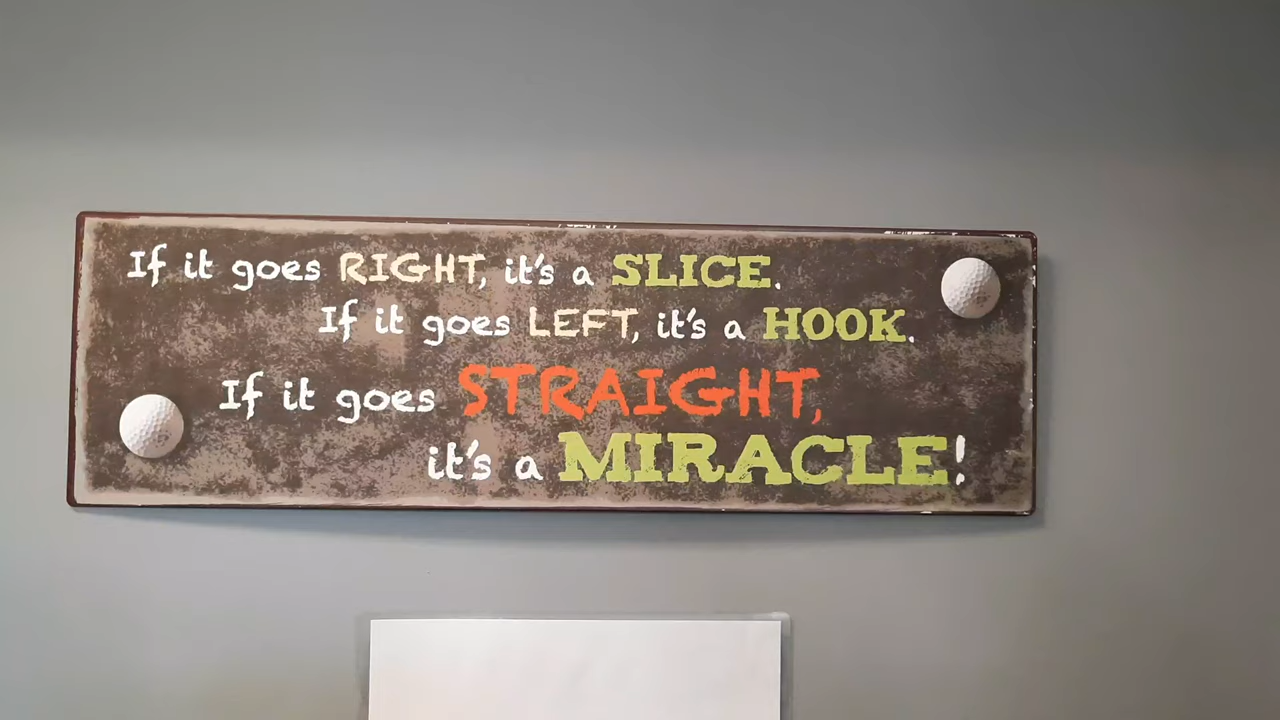 If it goes RIGHT, it's a SLICE.
If it goes LEFT, it's a HOOK.
If it goes STRAIGHT,
it's a MIRACLE!